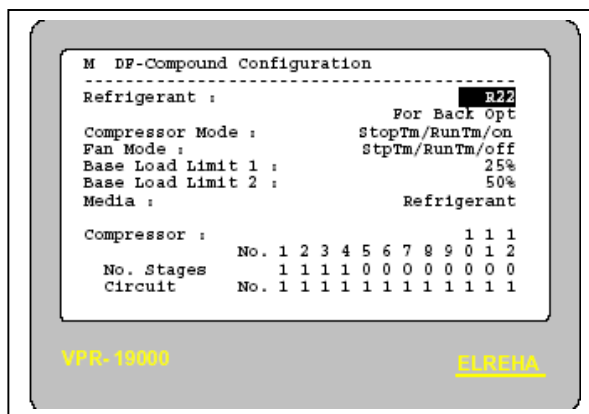 M DF-Compound Configuration
Refrigerant : R22
For Back Opt
Compressor Mode : StopTm/RunTm/on
Fan Mode : StpTm/RunTm/off
Base Load Limit 1 : 25%
Base Load Limit 2 : 50%
Media : Refrigerant
Compressor : 1 1 1
No. 1 2 3 4 5 6 7 8 9 0 1 2
No. Stages 1 1 1 1 0 0 0 0 0 0 0 0
Circuit No. 1 1 1 1 1 1 1 1 1 1 1 1
VPR-19000 ELREHA